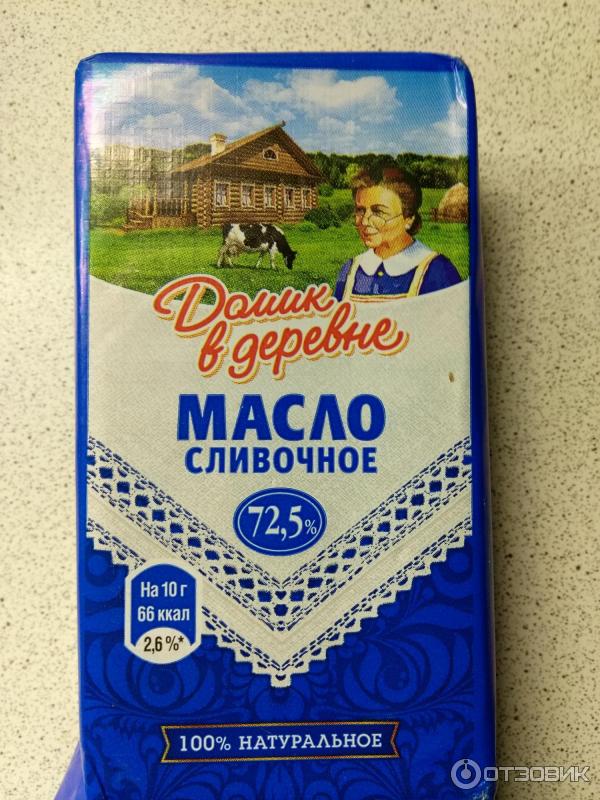 Домик
в деревне
МАСЛО
СЛИВОЧНОЕ
72,5%
На 10 г
66 ккал
2,6%*
100% НАТУРАЛЬНОЕ
ОТЗОВИК